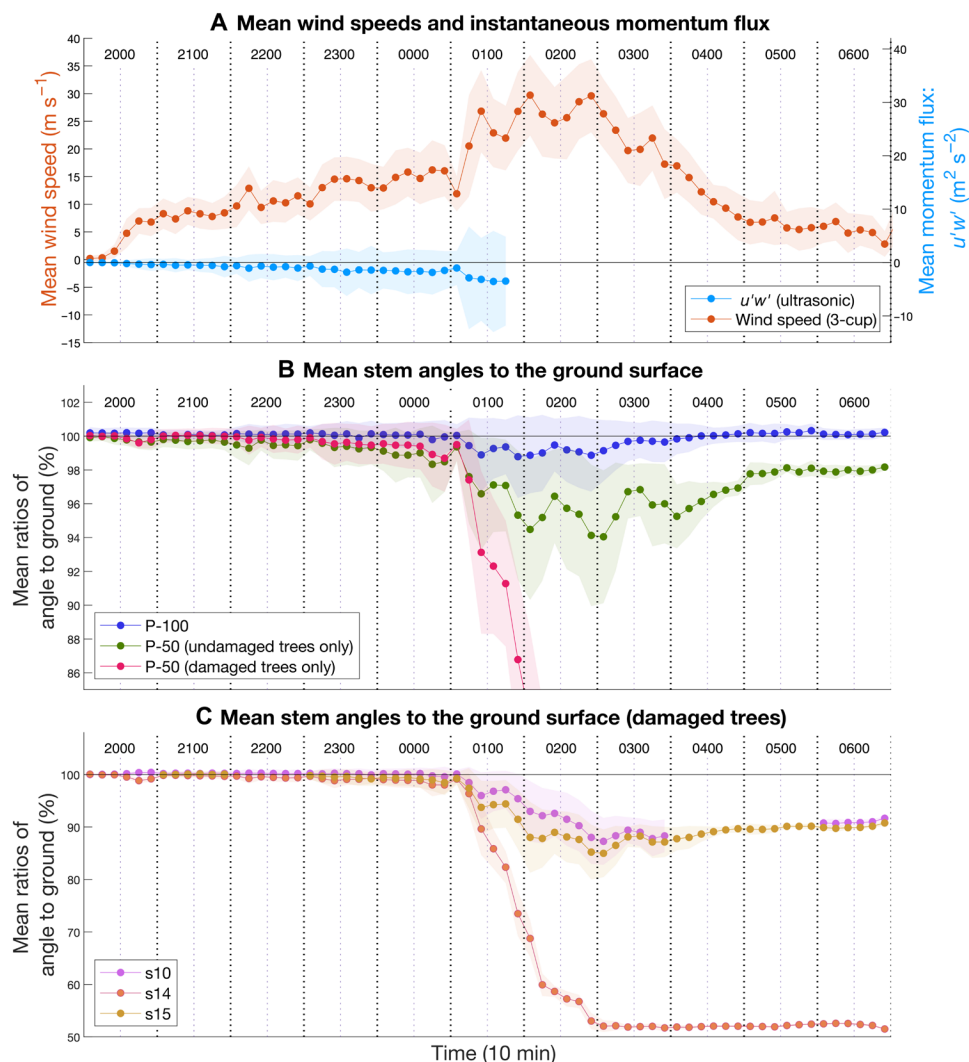 A Mean wind speeds and instantaneous momentum flux
Mean wind speed (m s⁻¹)
40
35
30
25
20
15
10
5
0
−5
−10
−15
2000 2100 2200 2300 0000 0100 0200 0300 0400 0500 0600
40
30
20
10
0
−10
Mean momentum flux:
u'w' (m² s⁻²)
u'w' (ultrasonic)
Wind speed (3-cup)
B Mean stem angles to the ground surface
Mean ratios of
angle to ground (%)
102
100
98
96
94
92
90
88
86
2000 2100 2200 2300 0000 0100 0200 0300 0400 0500 0600
P-100
P-50 (undamaged trees only)
P-50 (damaged trees only)
C Mean stem angles to the ground surface (damaged trees)
Mean ratios of
angle to ground (%)
100
90
80
70
60
50
2000 2100 2200 2300 0000 0100 0200 0300 0400 0500 0600
s10
s14
s15
Time (10 min)